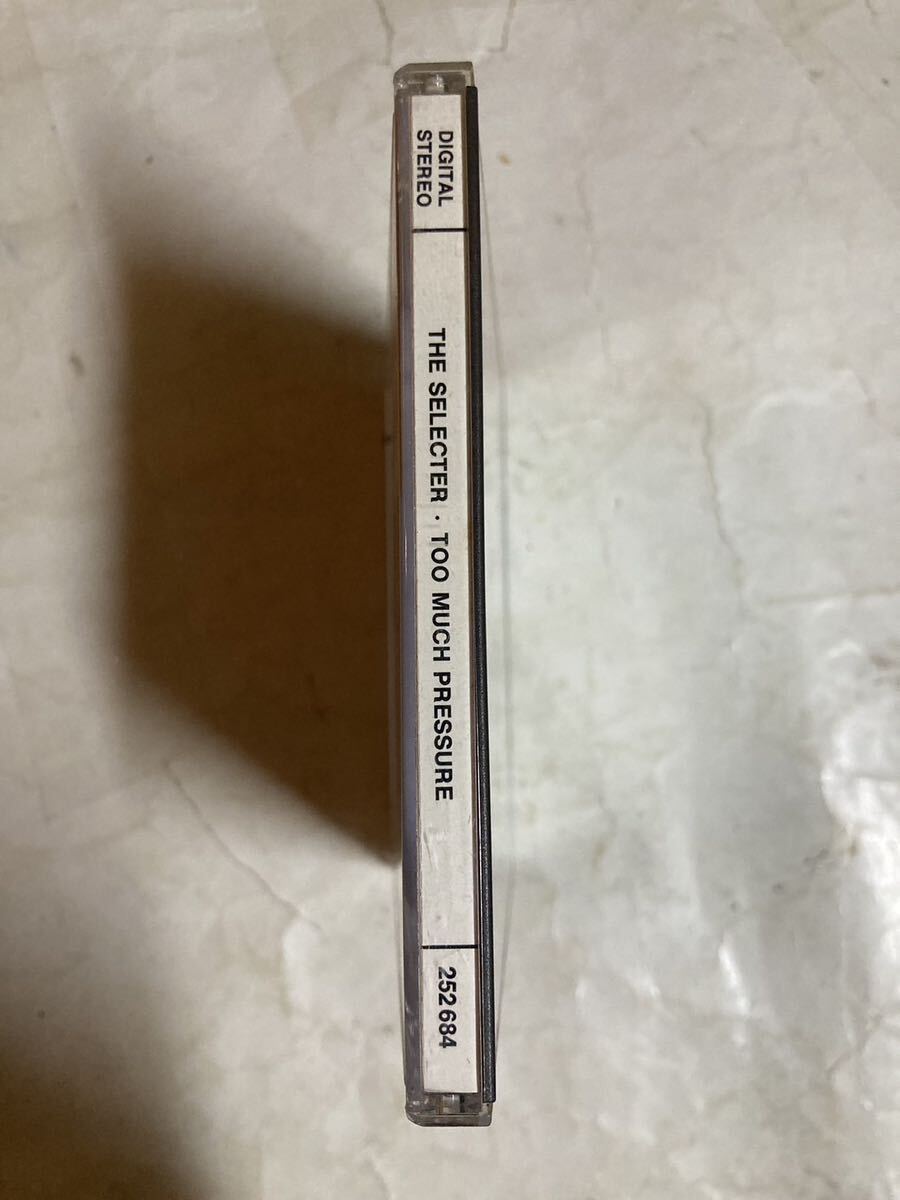 DIGITAL
STEREO
THE SELECTER · TOO MUCH PRESSURE
252 684